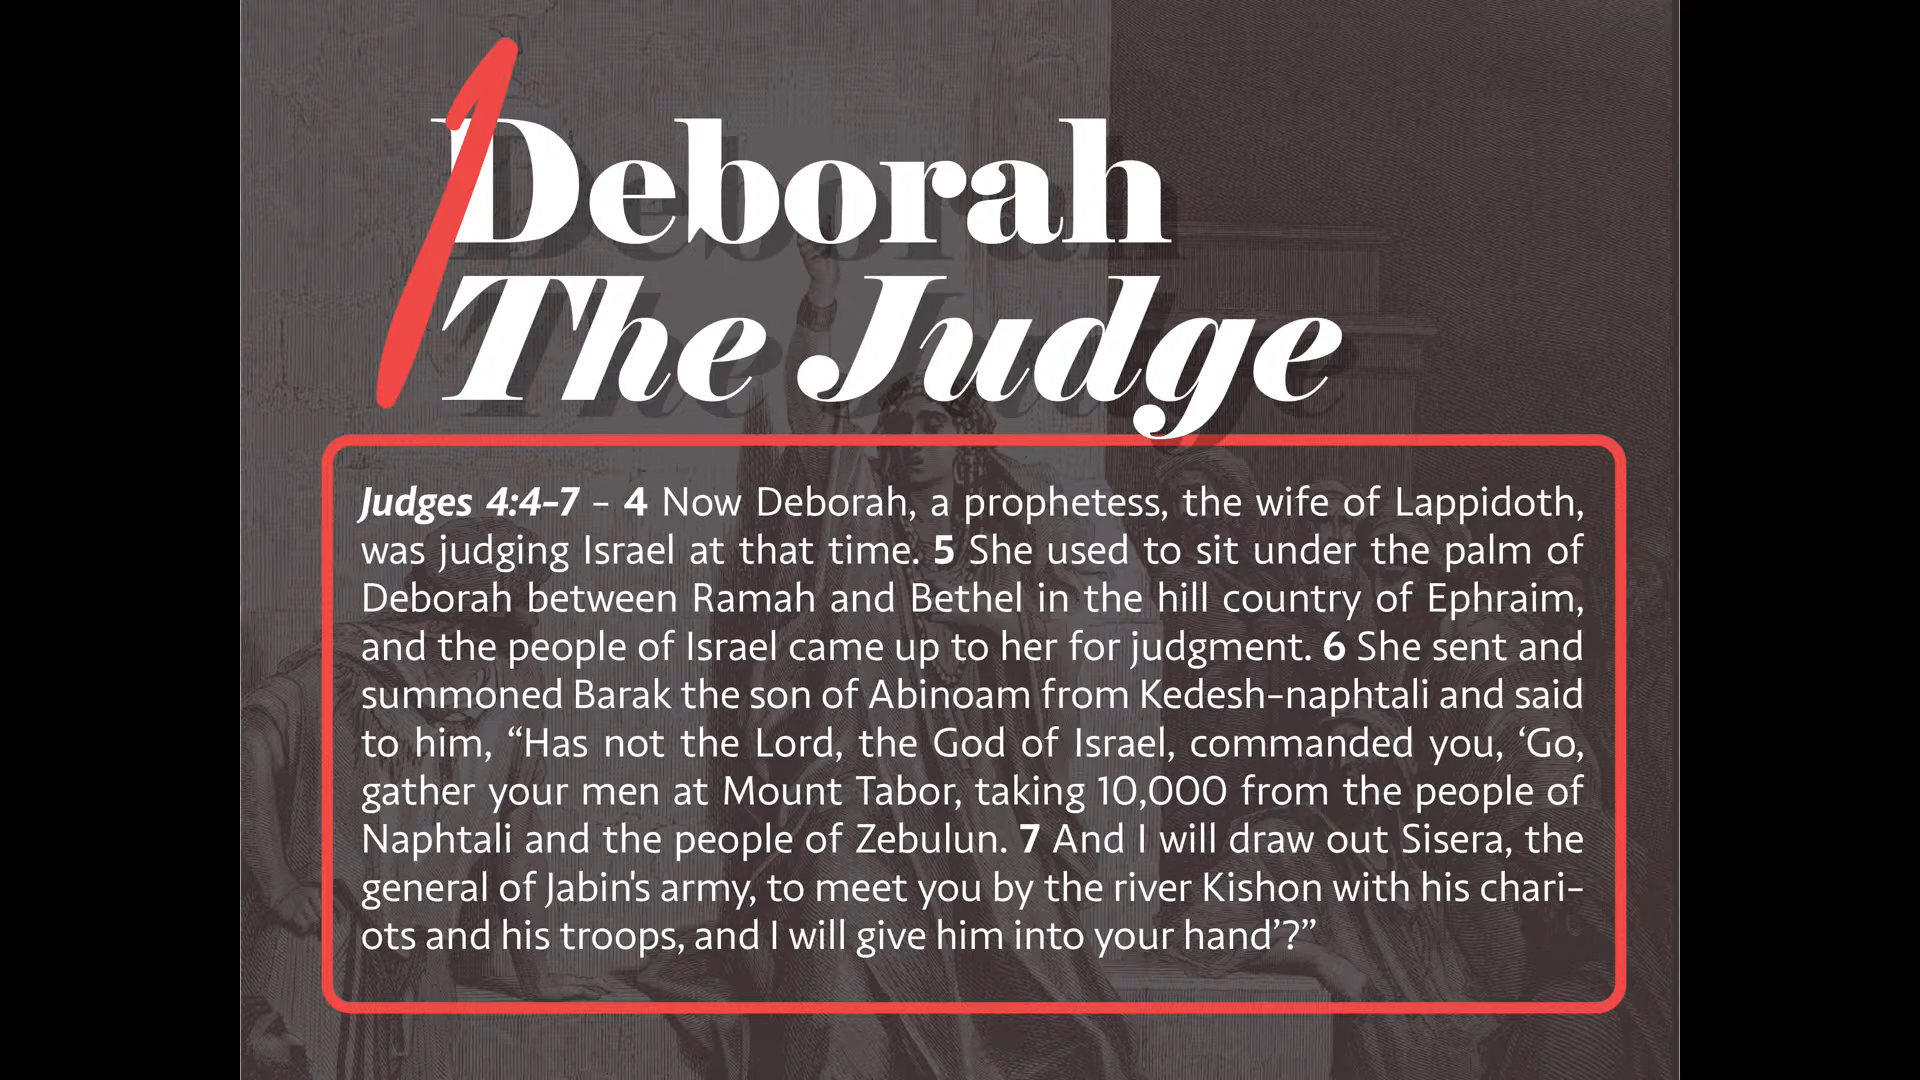 1
Deborah
The Judge
Judges 4:4-7 – 4 Now Deborah, a prophetess, the wife of Lappidoth,
was judging Israel at that time. 5 She used to sit under the palm of
Deborah between Ramah and Bethel in the hill country of Ephraim,
and the people of Israel came up to her for judgment. 6 She sent and
summoned Barak the son of Abinoam from Kedesh-naphtali and said
to him, “Has not the Lord, the God of Israel, commanded you, ‘Go,
gather your men at Mount Tabor, taking 10,000 from the people of
Naphtali and the people of Zebulun. 7 And I will draw out Sisera, the
general of Jabin's army, to meet you by the river Kishon with his chari-
ots and his troops, and I will give him into your hand’?”